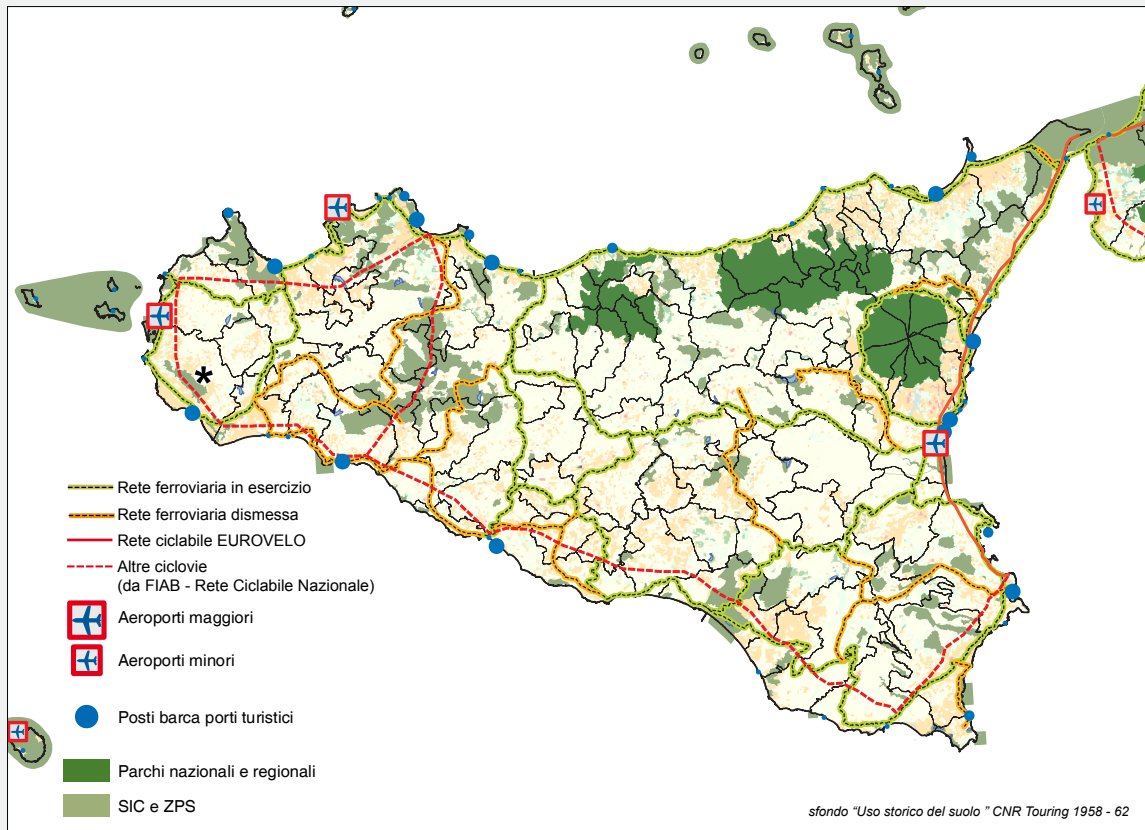 Rete ferroviaria in esercizio
Rete ferroviaria dismessa
Rete ciclabile EUROVELO
Altre ciclovie
(da FIAB - Rete Ciclabile Nazionale)
Aeroporti maggiori
Aeroporti minori
Posti barca porti turistici
Parchi nazionali e regionali
SIC e ZPS
sfondo “Uso storico del suolo ” CNR Touring 1958 - 62
*